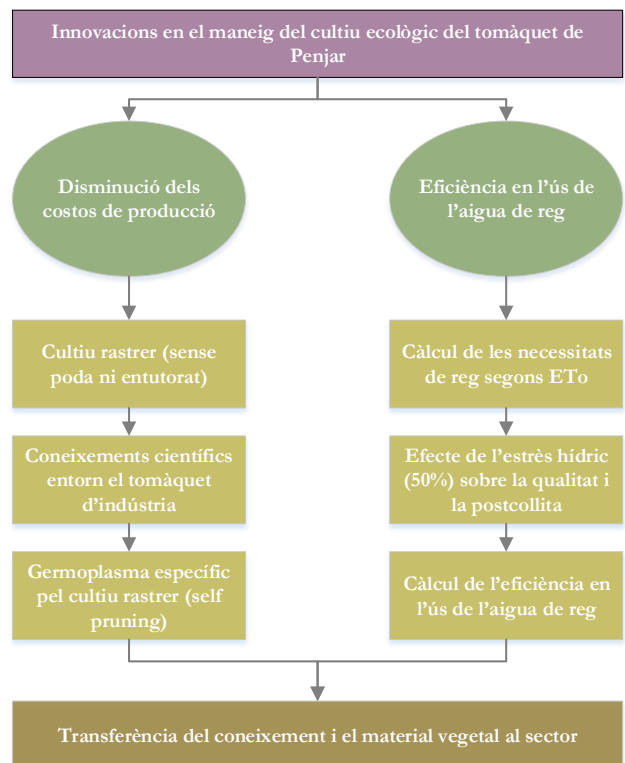 Innovacions en el maneig del cultiu ecològic del tomàquet de
Penjar
Disminució dels
costos de producció
Eficiència en l'ús de
l'aigua de reg
Cultiu rastrer (sense
poda ni entutorat)
Càlcul de les necessitats
de reg segons ETo
Coneixements científics
entorn el tomàquet
d'indústria
Efecte de l'estrès hídric
(50%) sobre la qualitat i
la postcollita
Germoplasma específic
pel cultiu rastrer (self
pruning)
Càlcul de l'eficiència en
l'ús de l'aigua de reg
Transferència del coneixement i el material vegetal al sector